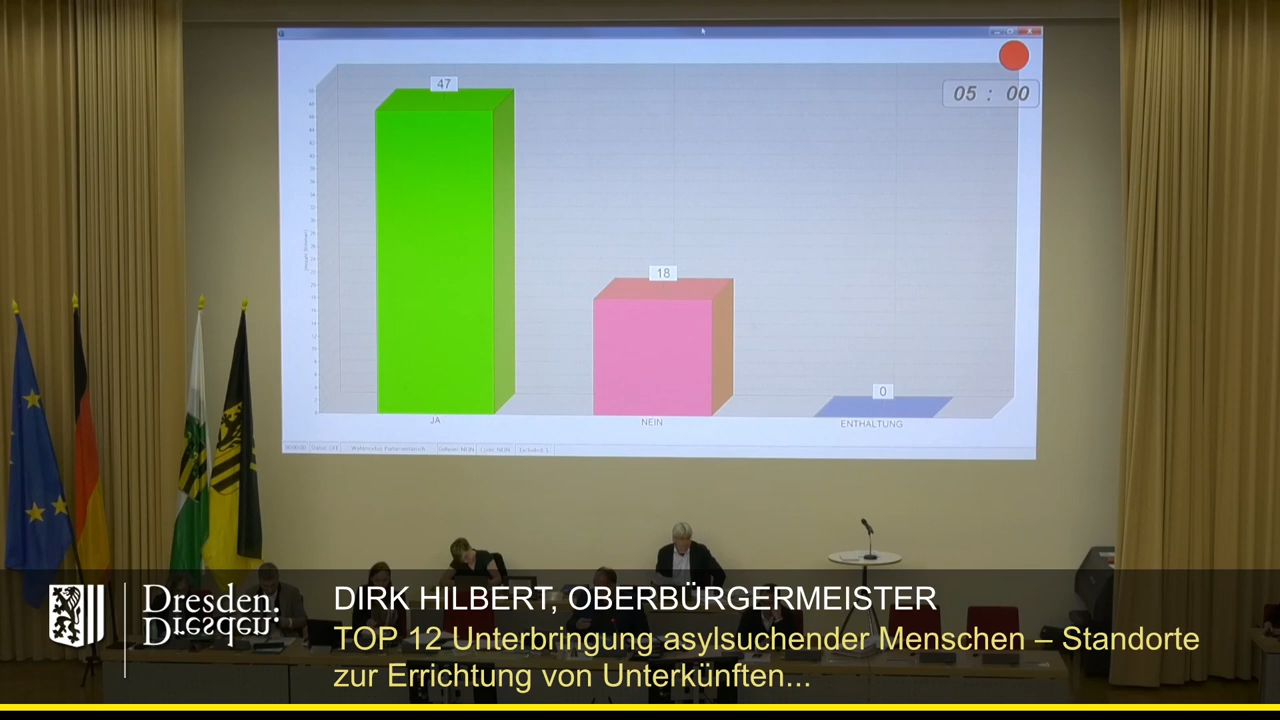 47
05 : 00
18
0
JA
NEIN
ENTHALTUNG
Dresden.
Dresden.
DIRK HILBERT, OBERBÜRGERMEISTER
TOP 12 Unterbringung asylsuchender Menschen – Standorte
zur Errichtung von Unterkünften...